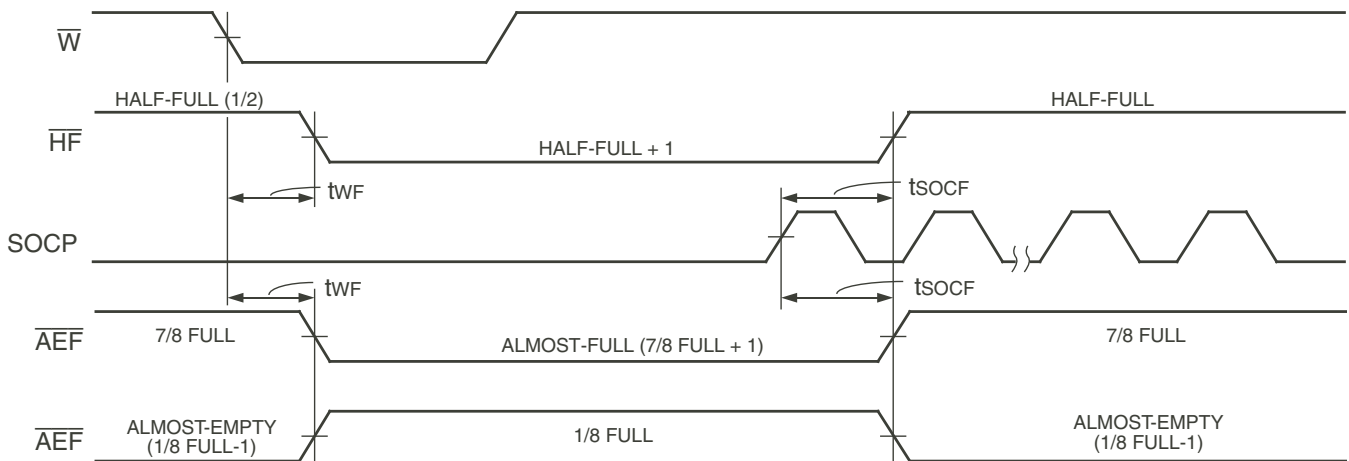 W
HALF-FULL (1/2)
HALF-FULL
HF
HALF-FULL + 1
tWF
tSOCF
SOCP
tWF
tSOCF
AEF
7/8 FULL
ALMOST-FULL (7/8 FULL + 1)
7/8 FULL
AEF
ALMOST-EMPTY
(1/8 FULL-1)
1/8 FULL
ALMOST-EMPTY
(1/8 FULL-1)